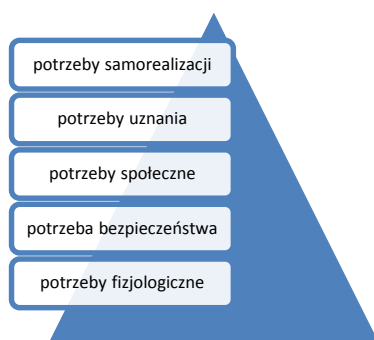 potrzeby samorealizacji
potrzeby uznania
potrzeby społeczne
potrzeba bezpieczeństwa
potrzeby fizjologiczne